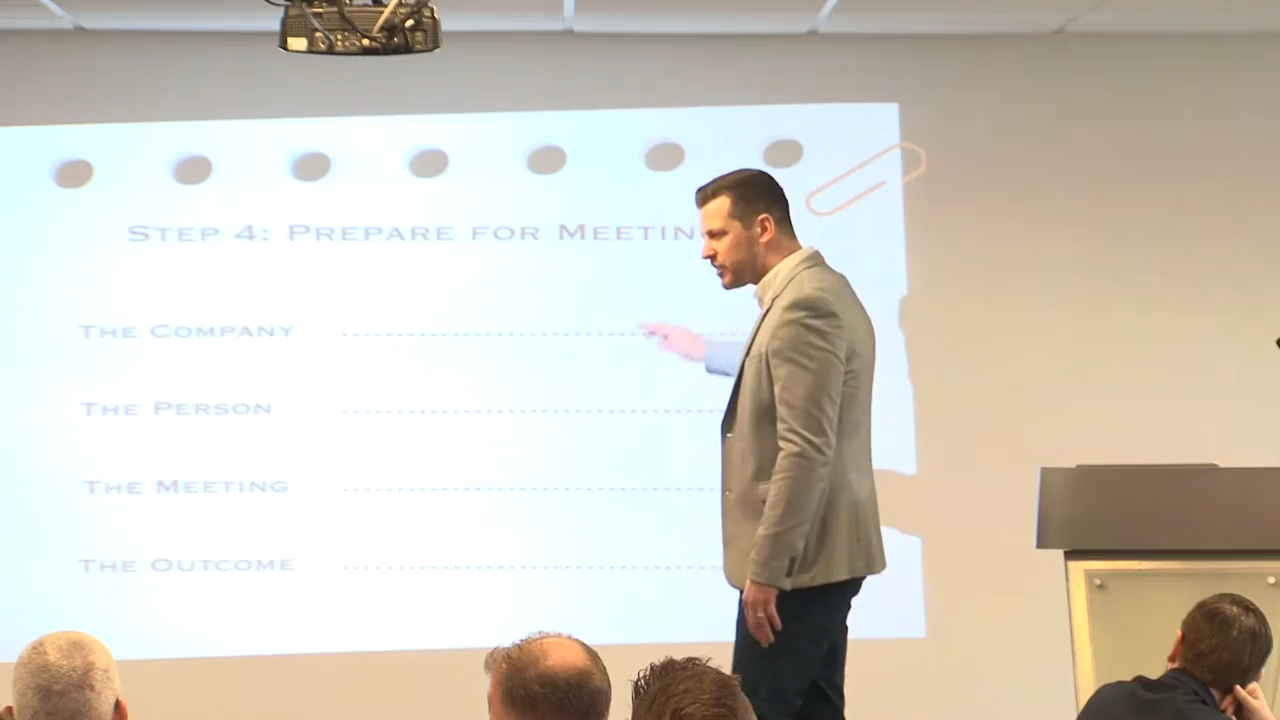 STEP 4: PREPARE FOR MEETIN
THE COMPANY
THE PERSON
THE MEETING
THE OUTCOME